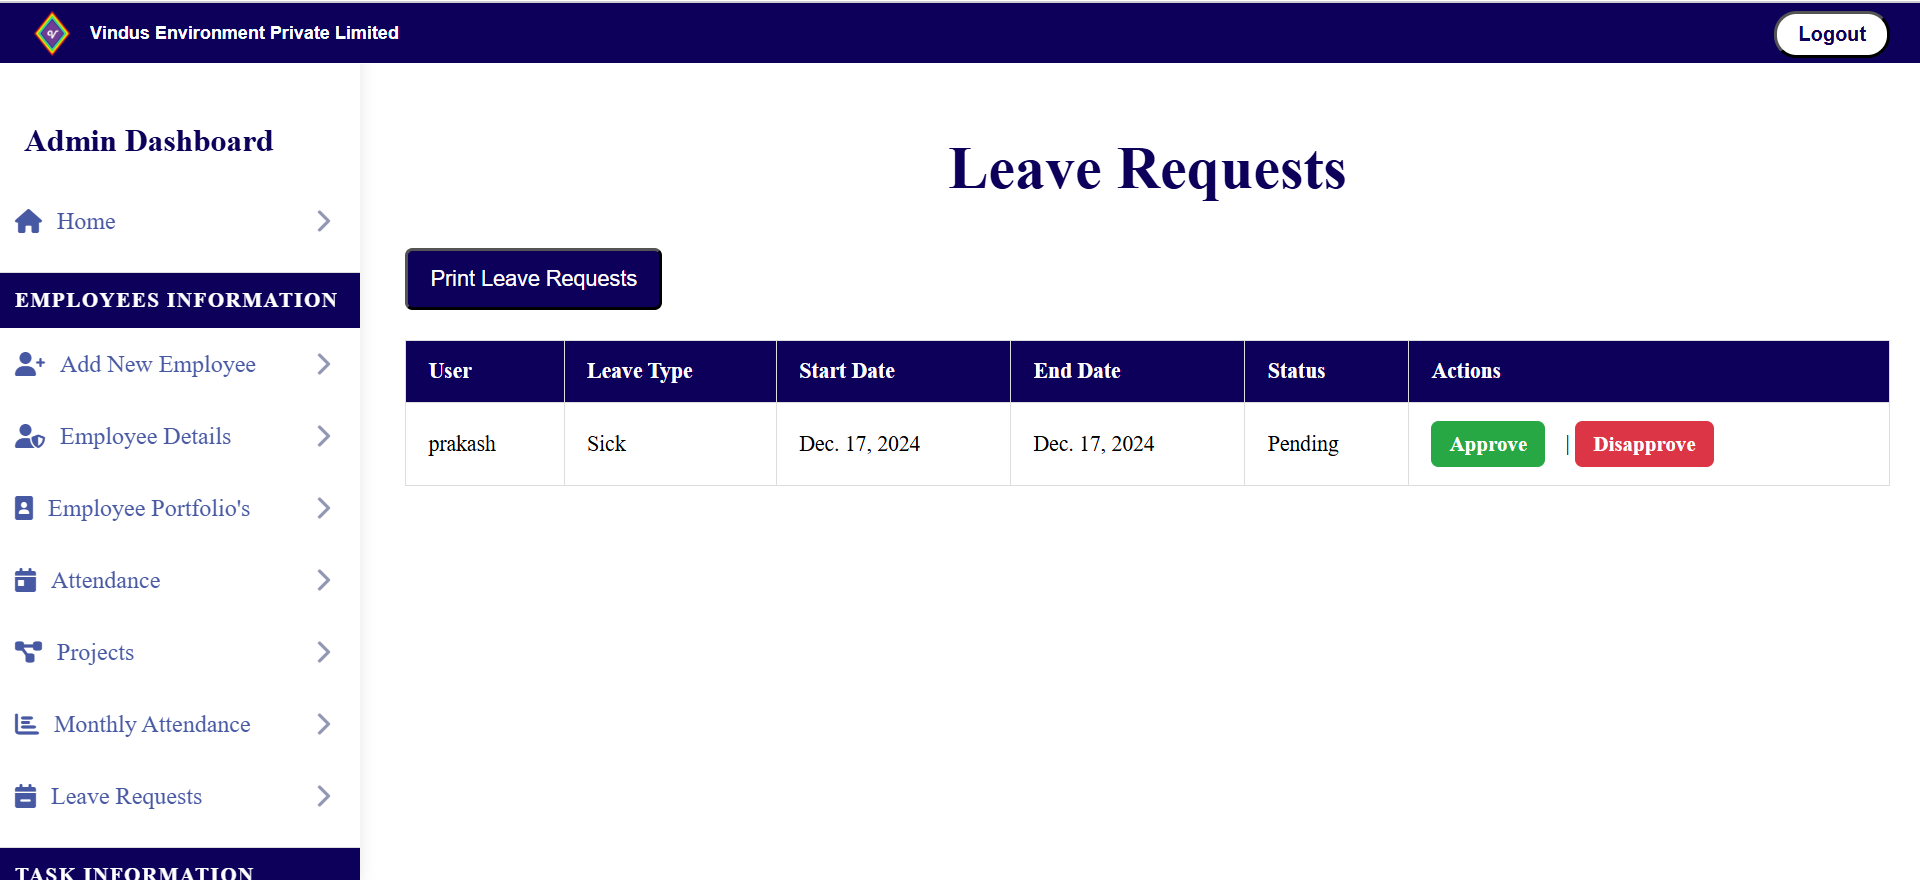 Vindus Environment Private Limited
Logout
Admin Dashboard
Home
EMPLOYEES INFORMATION
Add New Employee
Employee Details
Employee Portfolio's
Attendance
Projects
Monthly Attendance
Leave Requests
TASK INFORMATION
Leave Requests
Print Leave Requests
User Leave Type Start Date End Date Status Actions
prakash Sick Dec. 17, 2024 Dec. 17, 2024 Pending Approve | Disapprove